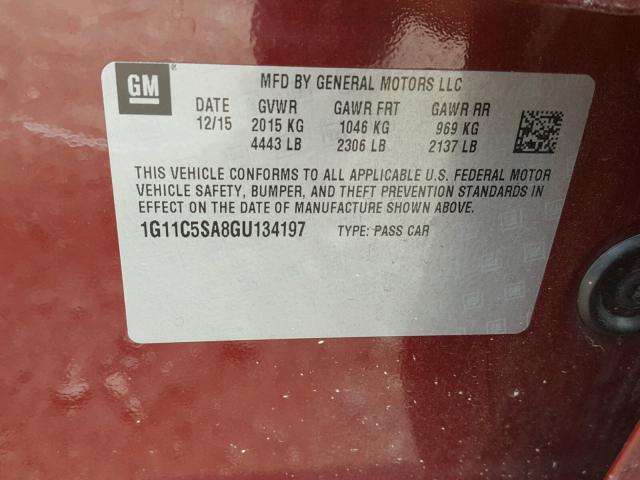 GM ®
MFD BY GENERAL MOTORS LLC
DATE GVWR GAWR FRT GAWR RR
12/15 2015 KG 1046 KG 969 KG
4443 LB 2306 LB 2137 LB
THIS VEHICLE CONFORMS TO ALL APPLICABLE U.S. FEDERAL MOTOR
VEHICLE SAFETY, BUMPER, AND THEFT PREVENTION STANDARDS IN
EFFECT ON THE DATE OF MANUFACTURE SHOWN ABOVE.
1G11C5SA8GU134197 TYPE: PASS CAR